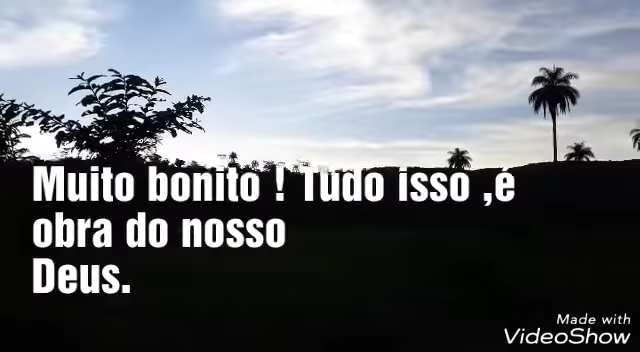 Muito bonito ! Tudo isso ,é
obra do nosso
Deus.
Made with
VideoShow